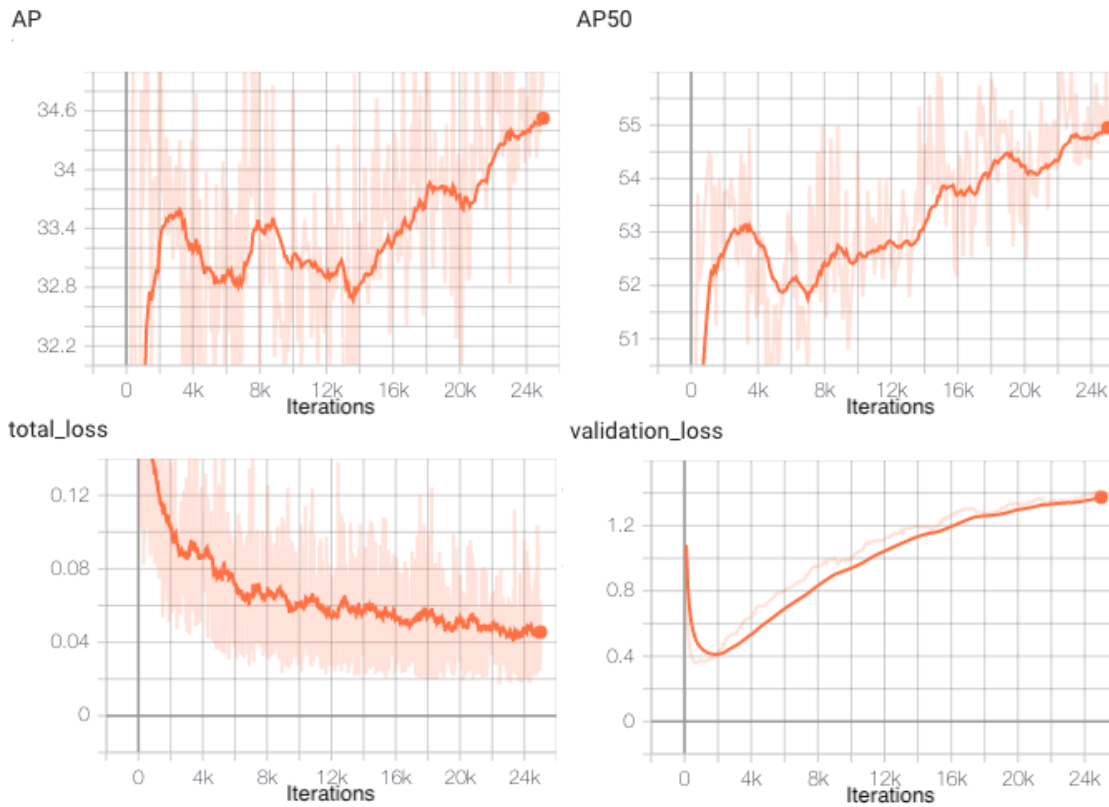 AP
34.6
34
33.4
32.8
32.2
0 4k 8k 12k 16k 20k 24k
Iterations
AP50
55
54
53
52
51
0 4k 8k 12k 16k 20k 24k
Iterations
total_loss
0.12
0.08
0.04
0
0 4k 8k 12k 16k 20k 24k
Iterations
validation_loss
1.2
0.8
0.4
0
0 4k 8k 12k 16k 20k 24k
Iterations